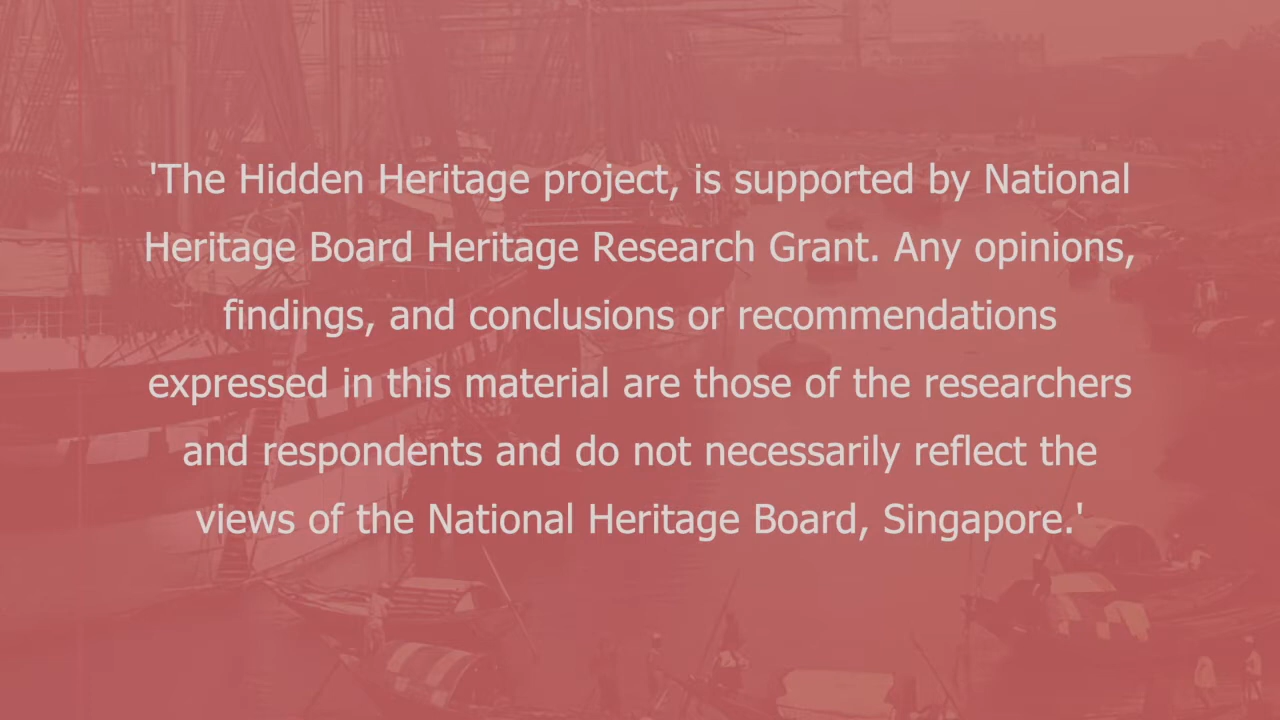 'The Hidden Heritage project, is supported by National
Heritage Board Heritage Research Grant. Any opinions,
findings, and conclusions or recommendations
expressed in this material are those of the researchers
and respondents and do not necessarily reflect the
views of the National Heritage Board, Singapore.'